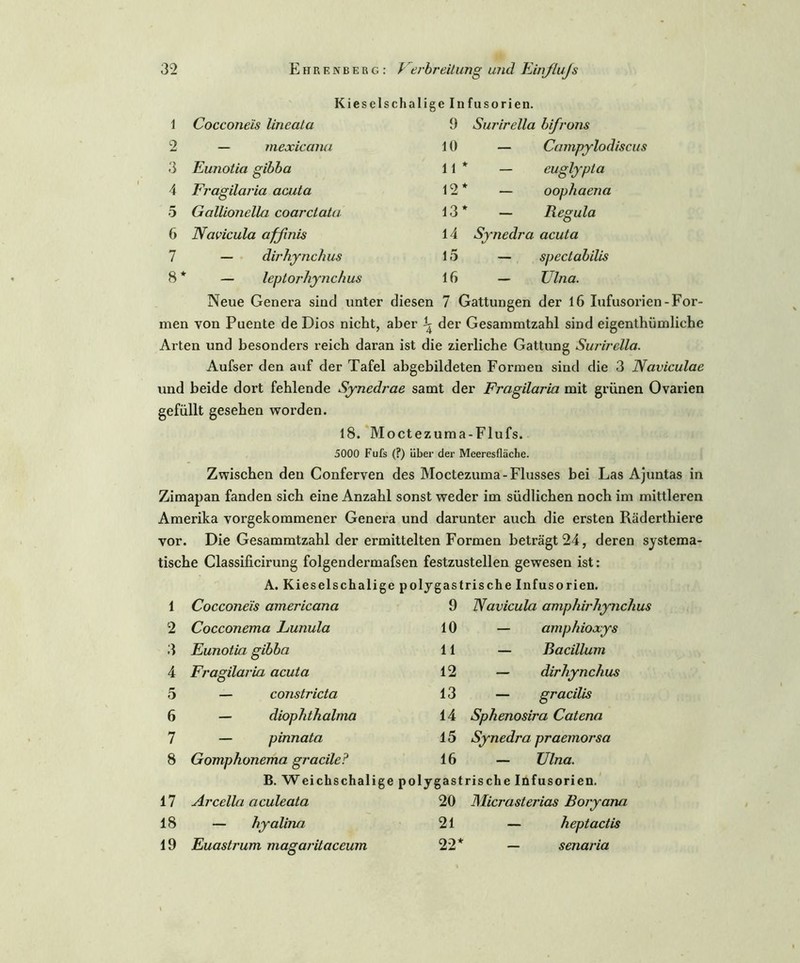 32 Ehrenberg: Verbreitung und Einfluſs
Kieselschalige Infusorien.
1 Cocconeïs lineata 9 Surirella bifrons
2 — mexicana 10 — Campylodiscus
3 Eunotia gibba 11 * — euglypta
4 Fragilaria acuta 12 * — oophaena
5 Gallionella coarctata 13 * — Regula
6 Navicula affinis 14 Synedra acuta
7 — dirhynchus 15 — spectabilis
8 * — leptorhynchus 16 — Ulna.
Neue Genera sind unter diesen 7 Gattungen der 16 Infusorien-For-
men von Puente de Dios nicht, aber ¼ der Gesammtzahl sind eigenthümliche
Arten und besonders reich daran ist die zierliche Gattung Surirella.
Aufser den auf der Tafel abgebildeten Formen sind die 3 Naviculae
und beide dort fehlende Synedrae samt der Fragilaria mit grünen Ovarien
gefüllt gesehen worden.
18. Moctezuma-Flufs.
5000 Fufs (?) über der Meeresfläche.
Zwischen den Conferven des Moctezuma-Flusses bei Las Ajuntas in
Zimapan fanden sich eine Anzahl sonst weder im südlichen noch im mittleren
Amerika vorgekommener Genera und darunter auch die ersten Räderthiere
vor. Die Gesammtzahl der ermittelten Formen beträgt 24, deren systema-
tische Classificirung folgendermafsen festzustellen gewesen ist:
A. Kieselschalige polygastrische Infusorien.
1 Cocconeïs americana 9 Navicula amphirhynchus
2 Cocconema Lunula 10 — amphioxys
3 Eunotia gibba 11 — Bacillum
4 Fragilaria acuta 12 — dirhynchus
5 — constricta 13 — gracilis
6 — diophthalma 14 Sphenosira Catena
7 — pinnata 15 Synedra praemorsa
8 Gomphonema gracile? 16 — Ulna.
B. Weichschalige polygastrische Infusorien.
17 Arcella aculeata 20 Micrasterias Boryana
18 — hyalina 21 — heptactis
19 Euastrum magaritaceum 22* — senaria